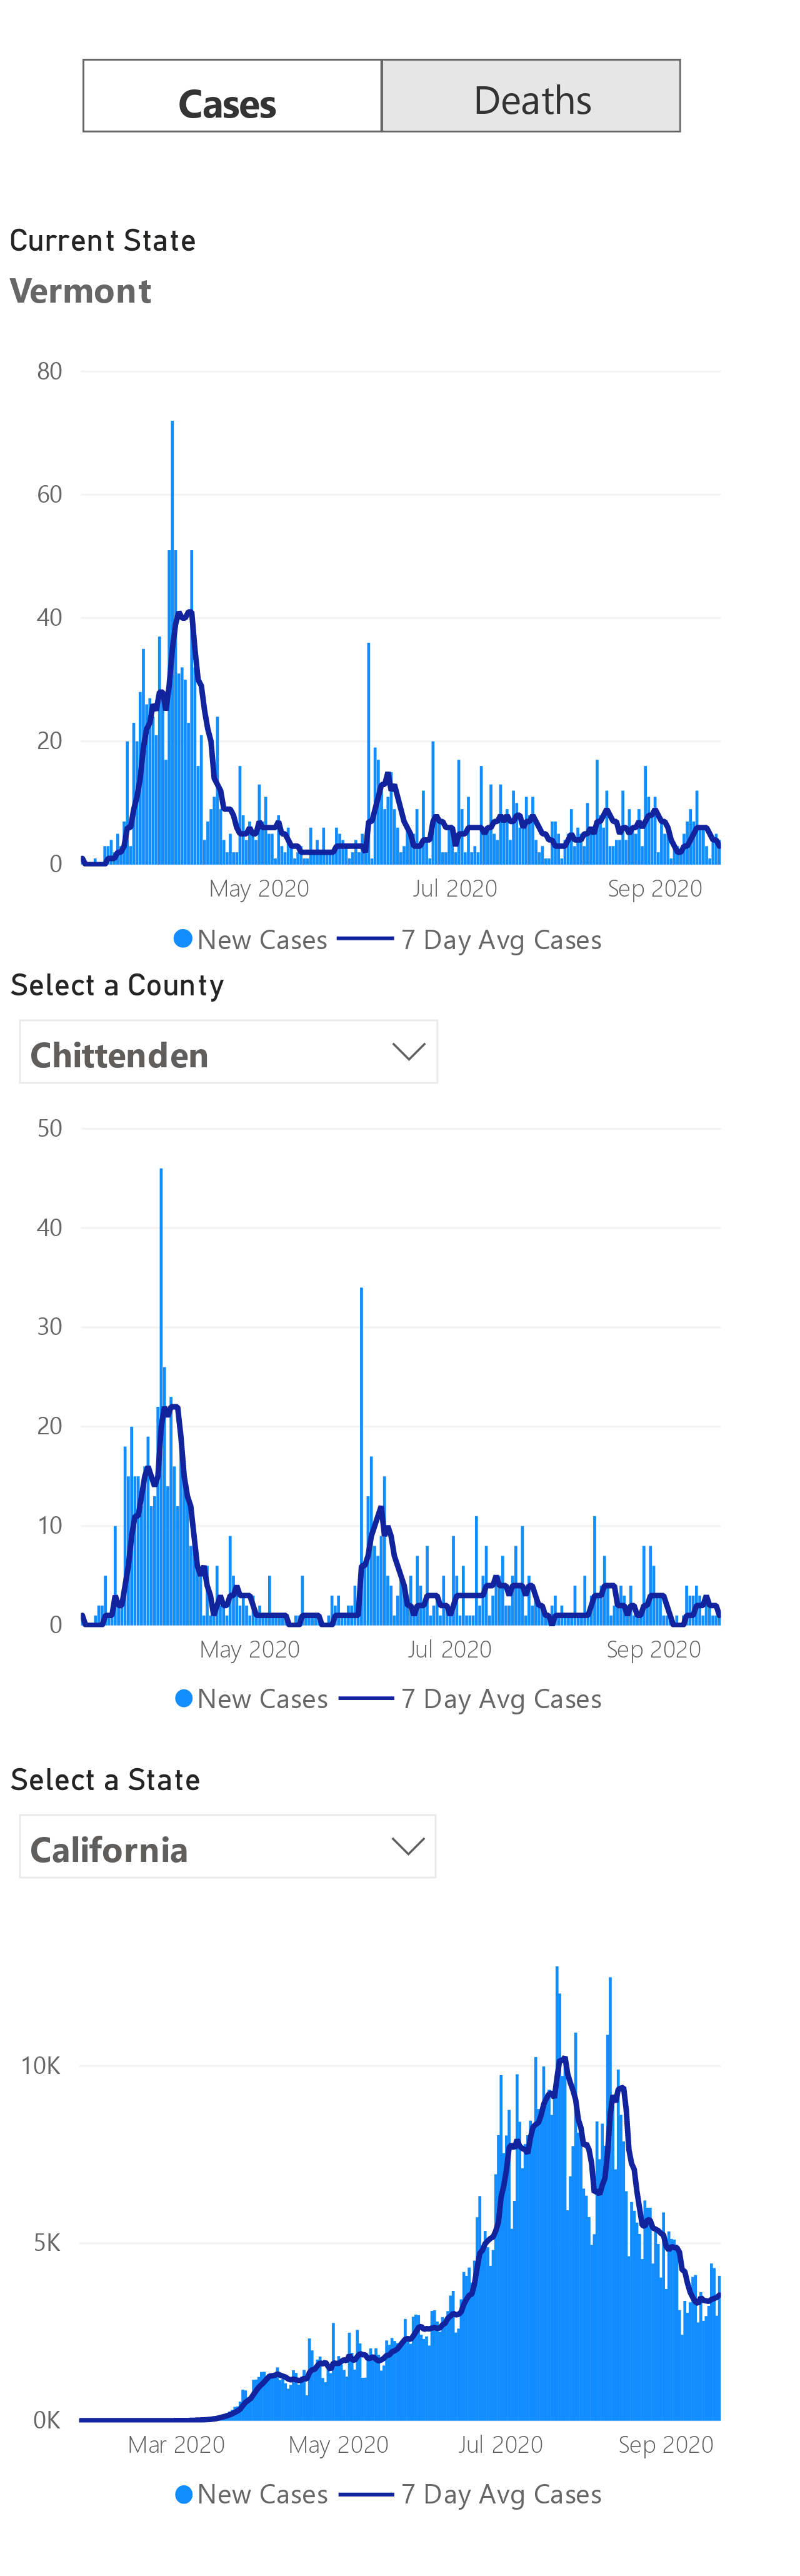 Cases Deaths
Current State
Vermont
80
60
40
20
0
May 2020 Jul 2020 Sep 2020
New Cases 7 Day Avg Cases
Select a County
Chittenden
50
40
30
20
10
0
May 2020 Jul 2020 Sep 2020
New Cases 7 Day Avg Cases
Select a State
California
10K
5K
0K
Mar 2020 May 2020 Jul 2020 Sep 2020
New Cases 7 Day Avg Cases